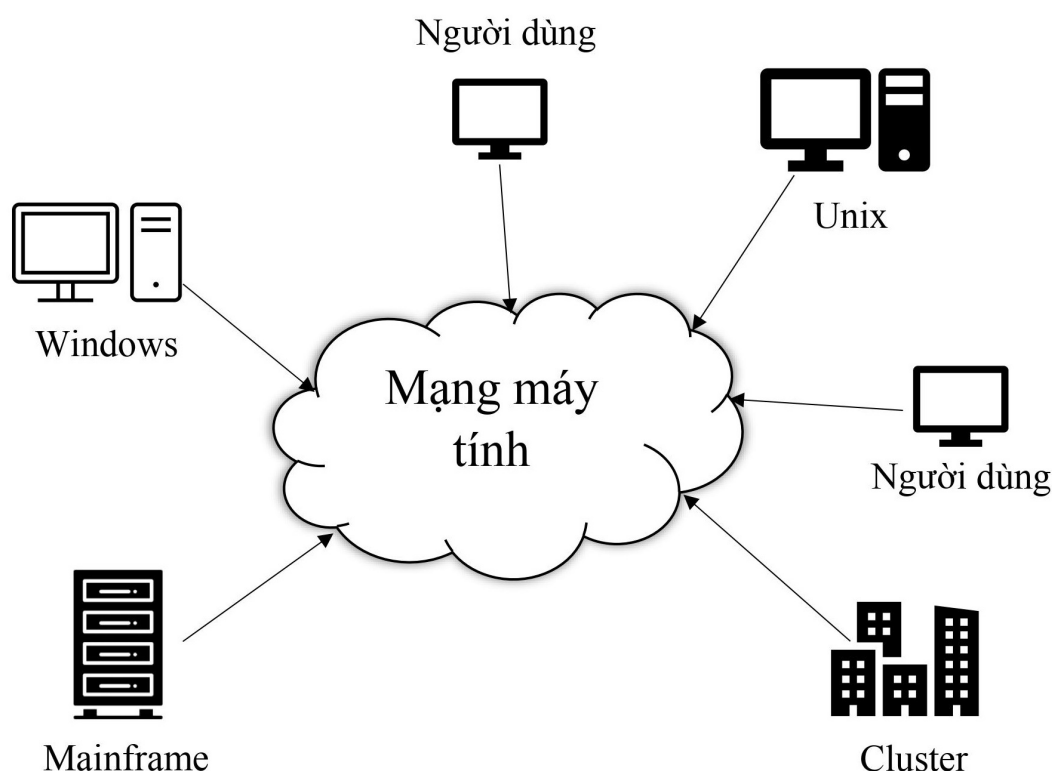 Người dùng
Unix
Windows
Mạng máy
tính
Người dùng
Mainframe
Cluster